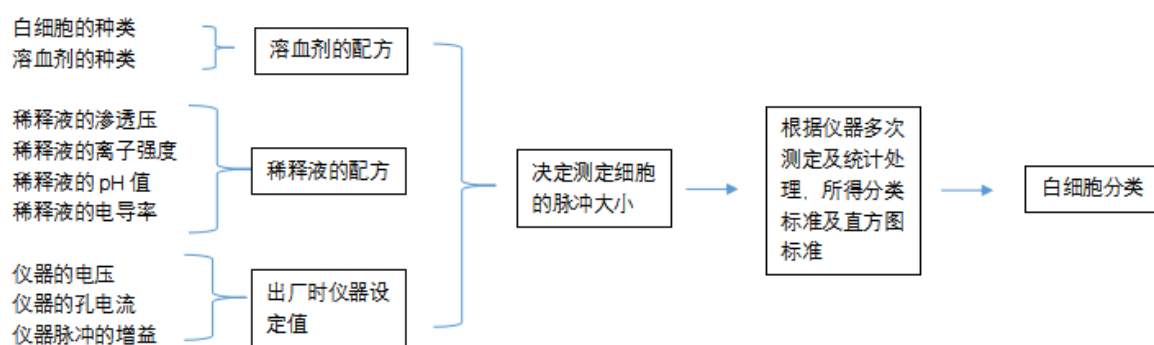 白细胞的种类
溶血剂的种类
溶血剂的配方
稀释液的渗透压
稀释液的离子强度
稀释液的 pH 值
稀释液的电导率
稀释液的配方
仪器的电压
仪器的孔电流
仪器脉冲的增益
出厂时仪器设
定值
决定测定细胞
的脉冲大小
根据仪器多次
测定及统计处
理，所得分类
标准及直方图
标准
白细胞分类